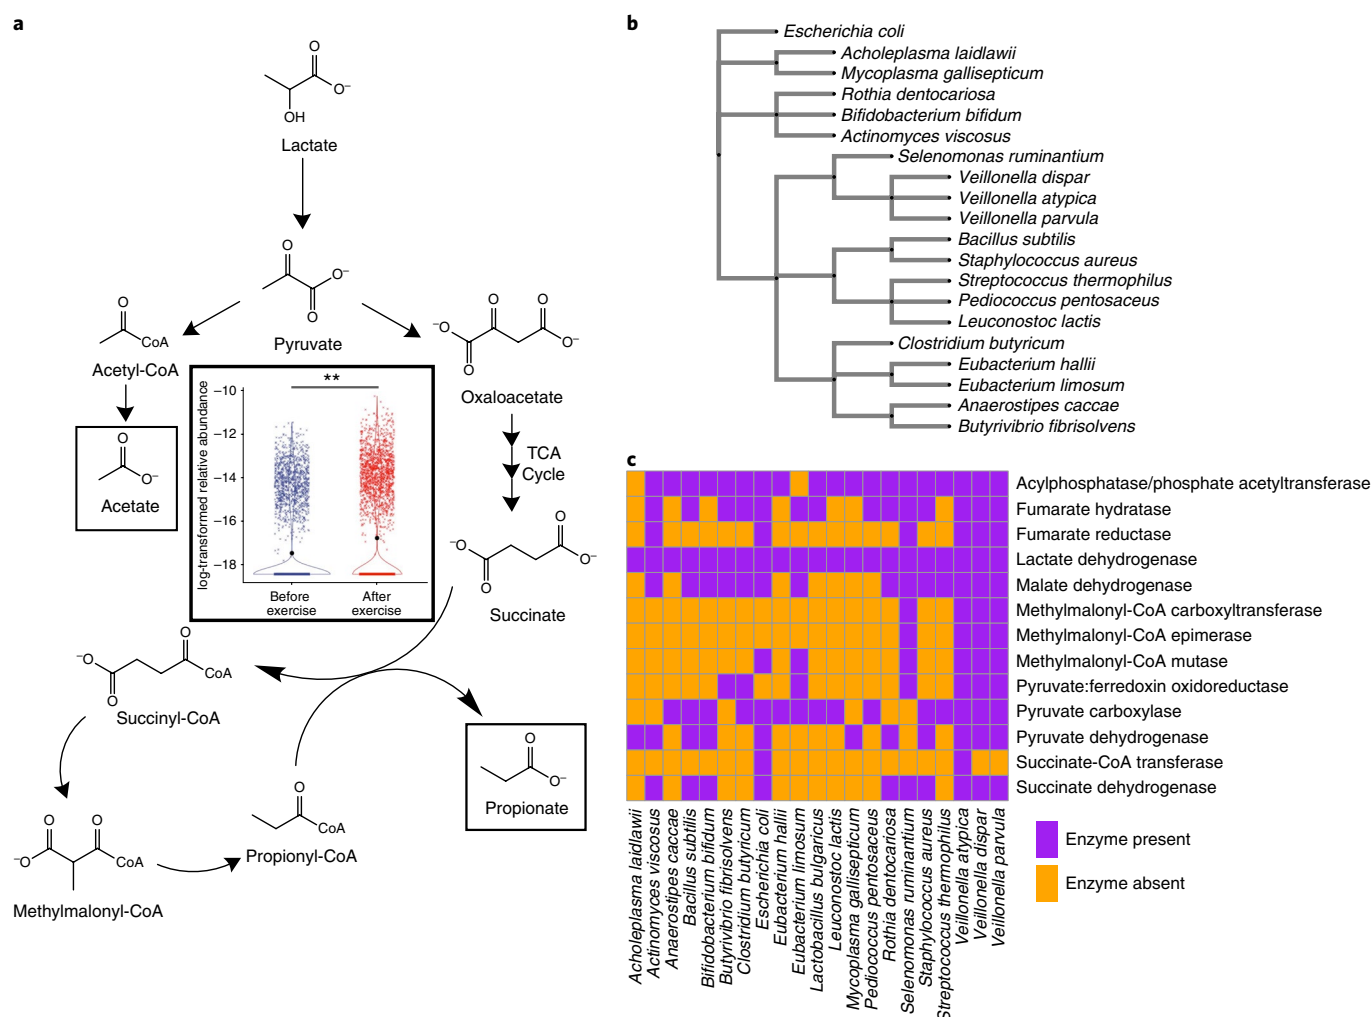 a
O
O⁻
OH
Lactate
O
O⁻
O
Pyruvate
O
CoA
Acetyl-CoA
O
O⁻
Acetate
⁻O
O
O
O
O⁻
Oxaloacetate
TCA
Cycle
⁻O
O
O
O⁻
Succinate
**
log-transformed relative abundance
−10
−12
−14
−16
−18
Before
exercise
After
exercise
⁻O
O
O
CoA
Succinyl-CoA
O
O⁻
Propionate
O
CoA
Propionyl-CoA
O
O
⁻O
CoA
Methylmalonyl-CoA
b
Escherichia coli
Acholeplasma laidlawii
Mycoplasma gallisepticum
Rothia dentocariosa
Bifidobacterium bifidum
Actinomyces viscosus
Selenomonas ruminantium
Veillonella dispar
Veillonella atypica
Veillonella parvula
Bacillus subtilis
Staphylococcus aureus
Streptococcus thermophilus
Pediococcus pentosaceus
Leuconostoc lactis
Clostridium butyricum
Eubacterium hallii
Eubacterium limosum
Anaerostipes caccae
Butyrivibrio fibrisolvens
c
Acylphosphatase/phosphate acetyltransferase
Fumarate hydratase
Fumarate reductase
Lactate dehydrogenase
Malate dehydrogenase
Methylmalonyl-CoA carboxyltransferase
Methylmalonyl-CoA epimerase
Methylmalonyl-CoA mutase
Pyruvate:ferredoxin oxidoreductase
Pyruvate carboxylase
Pyruvate dehydrogenase
Succinate-CoA transferase
Succinate dehydrogenase
Acholeplasma laidlawii
Actinomyces viscosus
Anaerostipes caccae
Bacillus subtilis
Bifidobacterium bifidum
Butyrivibrio fibrisolvens
Clostridium butyricum
Escherichia coli
Eubacterium hallii
Eubacterium limosum
Lactobacillus bulgaricus
Leuconostoc lactis
Mycoplasma gallisepticum
Pediococcus pentosaceus
Rothia dentocariosa
Selenomonas ruminantium
Staphylococcus aureus
Streptococcus thermophilus
Veillonella atypica
Veillonella dispar
Veillonella parvula
Enzyme present
Enzyme absent